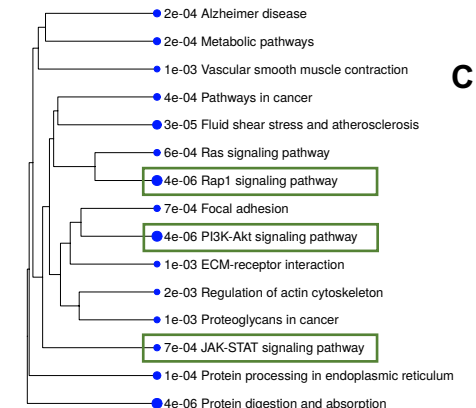 2e-04 Alzheimer disease
2e-04 Metabolic pathways
1e-03 Vascular smooth muscle contraction
C
4e-04 Pathways in cancer
3e-05 Fluid shear stress and atherosclerosis
6e-04 Ras signaling pathway
4e-06 Rap1 signaling pathway
7e-04 Focal adhesion
4e-06 PI3K-Akt signaling pathway
1e-03 ECM-receptor interaction
2e-03 Regulation of actin cytoskeleton
1e-03 Proteoglycans in cancer
7e-04 JAK-STAT signaling pathway
1e-04 Protein processing in endoplasmic reticulum
4e-06 Protein digestion and absorption